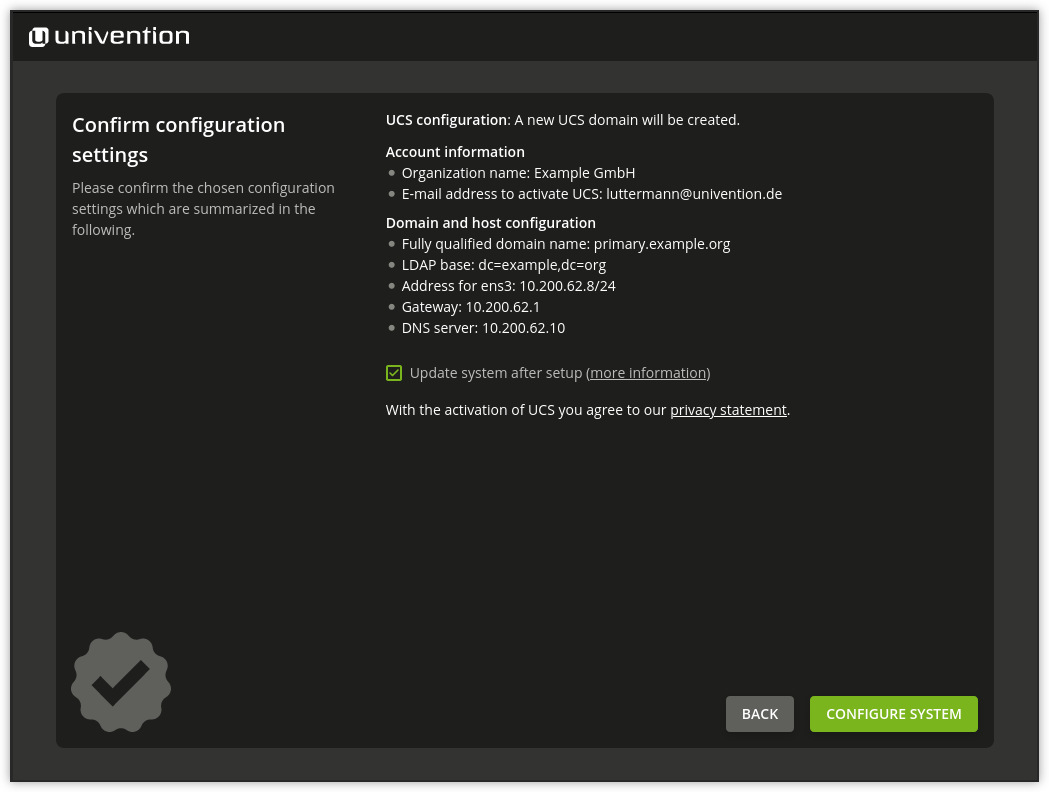 univention
Confirm configuration
settings
Please confirm the chosen configuration
settings which are summarized in the
following.
UCS configuration: A new UCS domain will be created.
Account information
Organization name: Example GmbH
E-mail address to activate UCS: luttermann@univention.de
Domain and host configuration
Fully qualified domain name: primary.example.org
LDAP base: dc=example,dc=org
Address for ens3: 10.200.62.8/24
Gateway: 10.200.62.1
DNS server: 10.200.62.10
Update system after setup (more information)
With the activation of UCS you agree to our privacy statement.
BACK
CONFIGURE SYSTEM